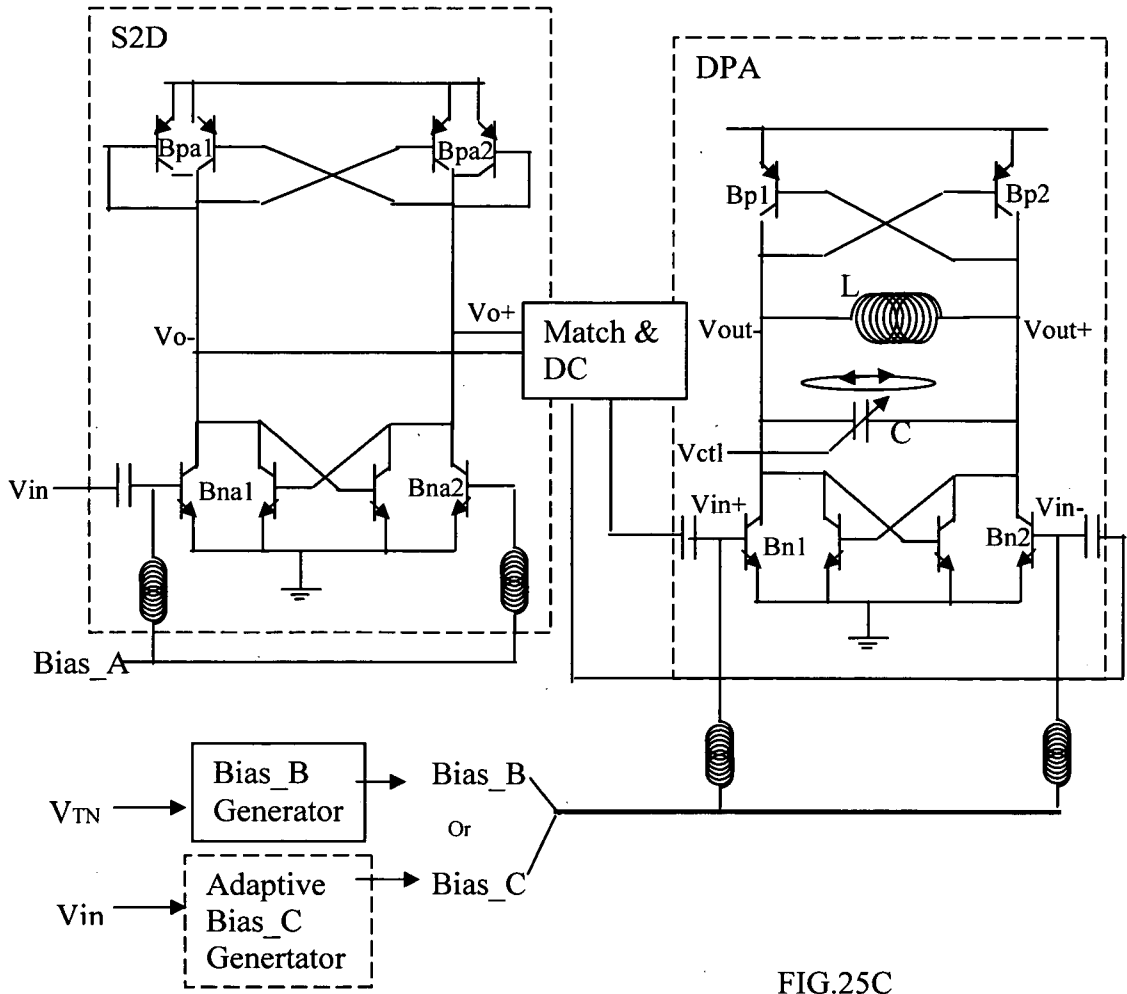 S2D
DPA
Bpa1
Bpa2
Bp1
Bp2
L
Vo+
Vo-
Match &
DC
Vout-
Vout+
C
Vctl
Vin
Bna1
Bna2
Vin+
Vin-
Bn1
Bn2
Bias_A
Bias_B
Generator
Bias_B
VTN
Or
Adaptive
Bias_C
Genertator
Bias_C
Vin
FIG.25C